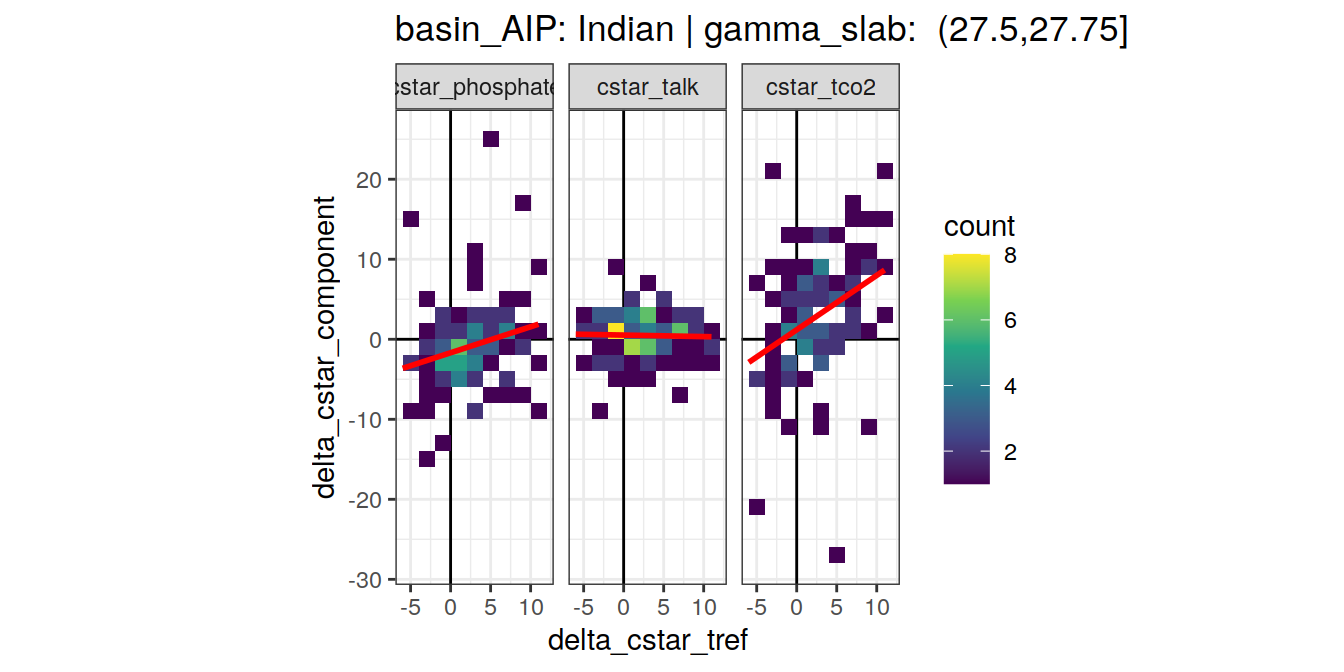 basin_AIP: Indian | gamma_slab:  (27.5,27.75]
cstar_phosphate
cstar_talk
cstar_tco2
delta_cstar_component
20
10
0
-10
-20
-30
-5 0 5 10
-5 0 5 10
-5 0 5 10
delta_cstar_tref
count
8
6
4
2